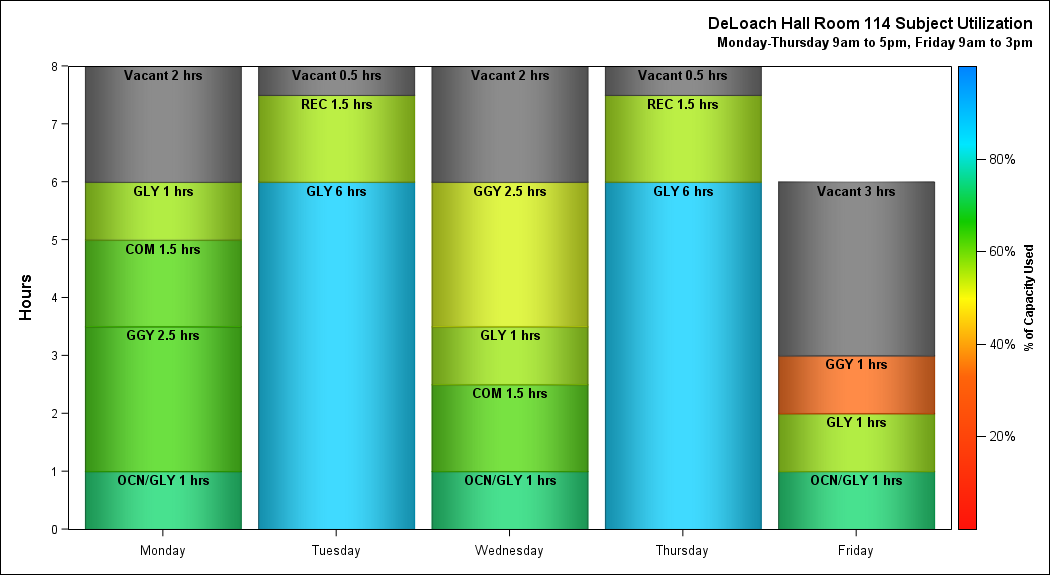 DeLoach Hall Room 114 Subject Utilization
Monday-Thursday 9am to 5pm, Friday 9am to 3pm
Hours
8
7
6
5
4
3
2
1
0
Vacant 2 hrs
GLY 1 hrs
COM 1.5 hrs
GGY 2.5 hrs
OCN/GLY 1 hrs
Monday
Vacant 0.5 hrs
REC 1.5 hrs
GLY 6 hrs
Tuesday
Vacant 2 hrs
GGY 2.5 hrs
GLY 1 hrs
COM 1.5 hrs
OCN/GLY 1 hrs
Wednesday
Vacant 0.5 hrs
REC 1.5 hrs
GLY 6 hrs
Thursday
Vacant 3 hrs
GGY 1 hrs
GLY 1 hrs
OCN/GLY 1 hrs
Friday
80%
60%
40%
20%
% of Capacity Used